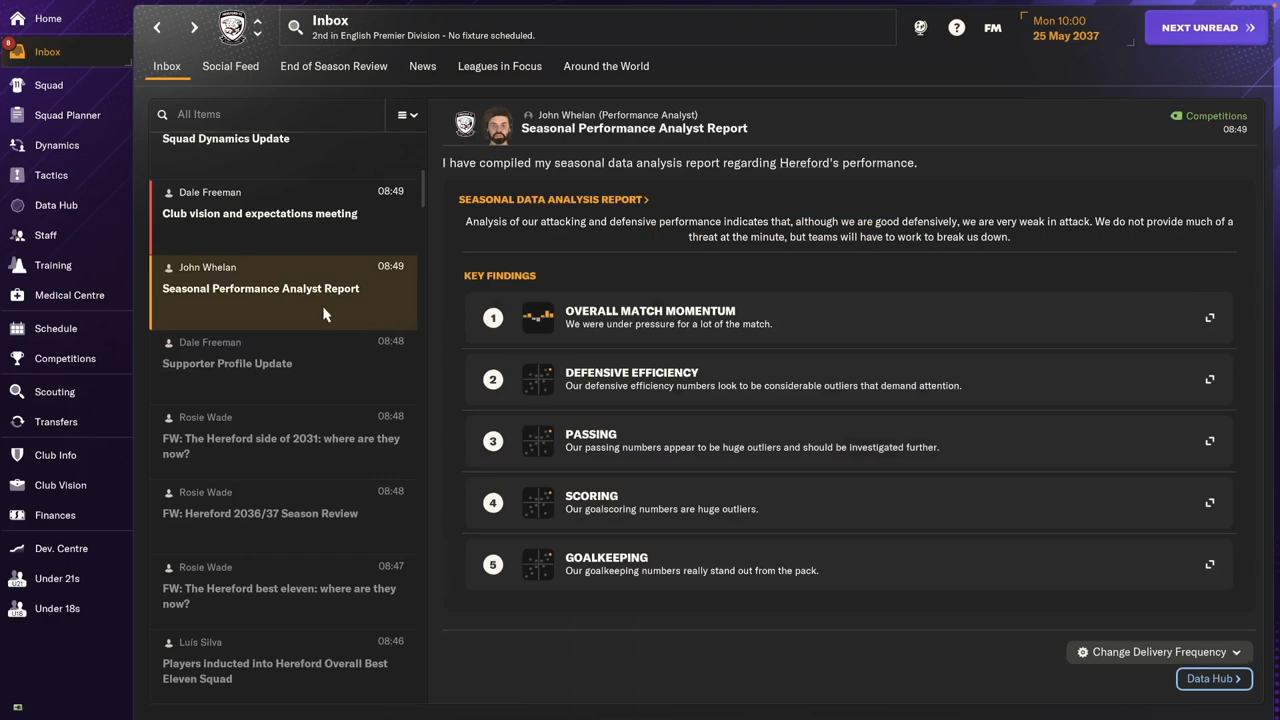 Home
8
Inbox
Squad
Squad Planner
Dynamics
Tactics
Data Hub
Staff
Training
Medical Centre
Schedule
Competitions
Scouting
Transfers
Club Info
Club Vision
Finances
Dev. Centre
U21
Under 21s
U18
Under 18s
Inbox
2nd in English Premier Division - No fixture scheduled.
FM
Mon 10:00
25 May 2037
NEXT UNREAD
Inbox
Social Feed
End of Season Review
News
Leagues in Focus
Around the World
All Items
Squad Dynamics Update
Dale Freeman 08:49
Club vision and expectations meeting
John Whelan 08:49
Seasonal Performance Analyst Report
Dale Freeman 08:48
Supporter Profile Update
Rosie Wade 08:48
FW: The Hereford side of 2031: where are they
now?
Rosie Wade 08:48
FW: Hereford 2036/37 Season Review
Rosie Wade 08:47
FW: The Hereford best eleven: where are they
now?
Luís Silva 08:46
Players inducted into Hereford Overall Best
Eleven Squad
John Whelan (Performance Analyst)
Seasonal Performance Analyst Report
Competitions
08:49
I have compiled my seasonal data analysis report regarding Hereford's performance.
SEASONAL DATA ANALYSIS REPORT
Analysis of our attacking and defensive performance indicates that, although we are good defensively, we are very weak in attack. We do not provide much of a
threat at the minute, but teams will have to work to break us down.
KEY FINDINGS
1
OVERALL MATCH MOMENTUM
We were under pressure for a lot of the match.
2
DEFENSIVE EFFICIENCY
Our defensive efficiency numbers look to be considerable outliers that demand attention.
3
PASSING
Our passing numbers appear to be huge outliers and should be investigated further.
4
SCORING
Our goalscoring numbers are huge outliers.
5
GOALKEEPING
Our goalkeeping numbers really stand out from the pack.
Change Delivery Frequency
Data Hub